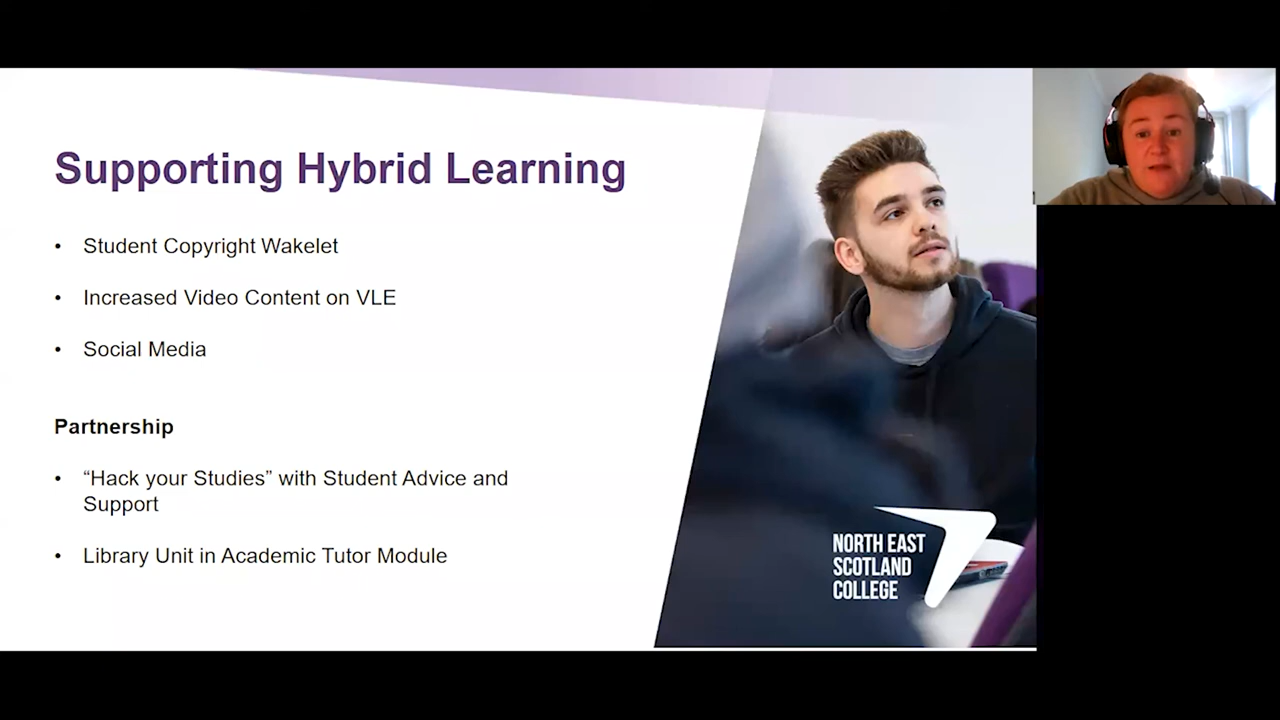 Supporting Hybrid Learning
• Student Copyright Wakelet
• Increased Video Content on VLE
• Social Media
Partnership
• “Hack your Studies” with Student Advice and
Support
• Library Unit in Academic Tutor Module
NORTH EAST
SCOTLAND
COLLEGE